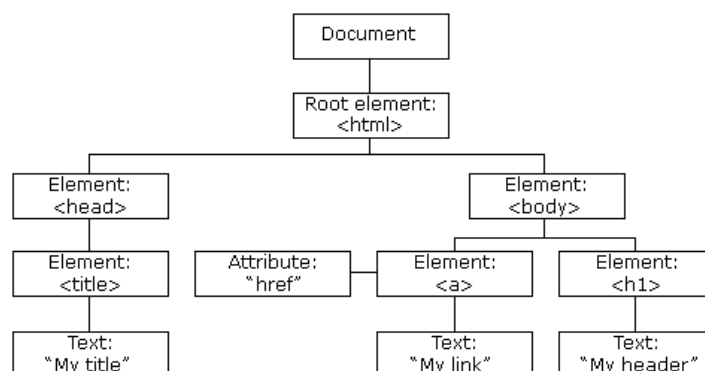 Document
Root element:
<html>
Element:
<head>
Element:
<body>
Element:
<title>
Attribute:
“href”
Element:
<a>
Element:
<h1>
Text:
“My title”
Text:
“My link”
Text:
“My header”